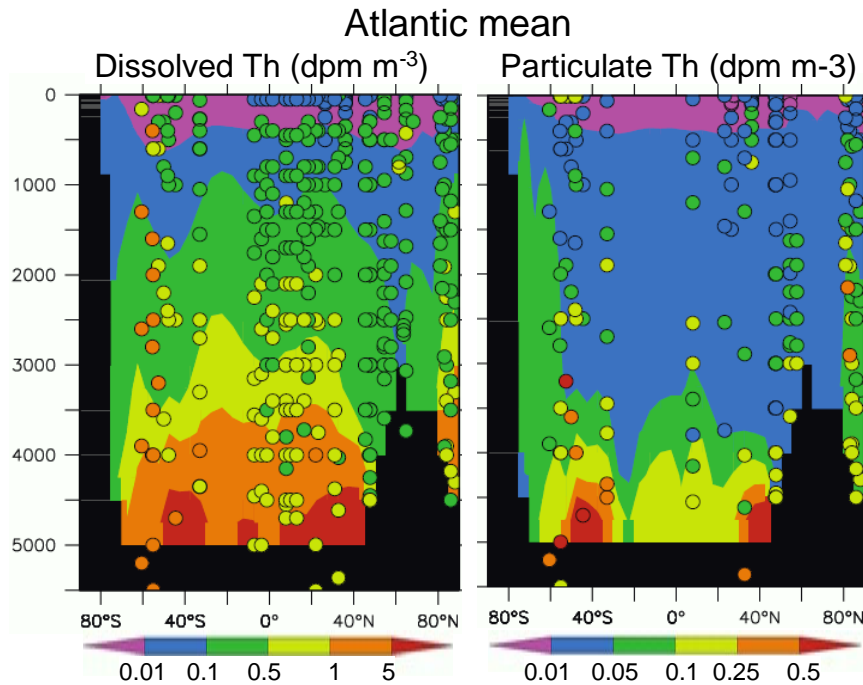 Atlantic mean
Dissolved Th (dpm m-3)
Particulate Th (dpm m-3)
0
1000
2000
3000
4000
5000
80°S 40°S 0° 40°N 80°N
80°S 40°S 0° 40°N 80°N
0.01 0.1 0.5 1 5
0.01 0.05 0.1 0.25 0.5